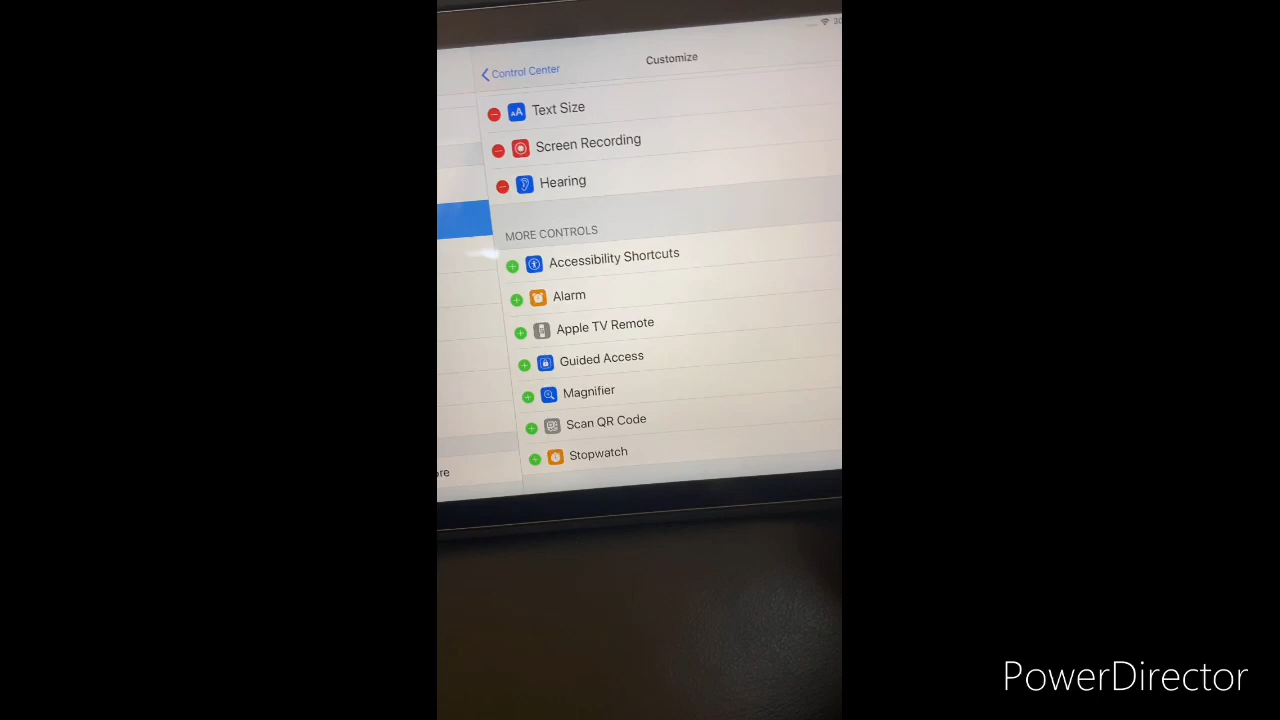 Control Center
Customize
Text Size
Screen Recording
Hearing
MORE CONTROLS
Accessibility Shortcuts
Alarm
Apple TV Remote
Guided Access
Magnifier
Scan QR Code
Stopwatch
ore
PowerDirector